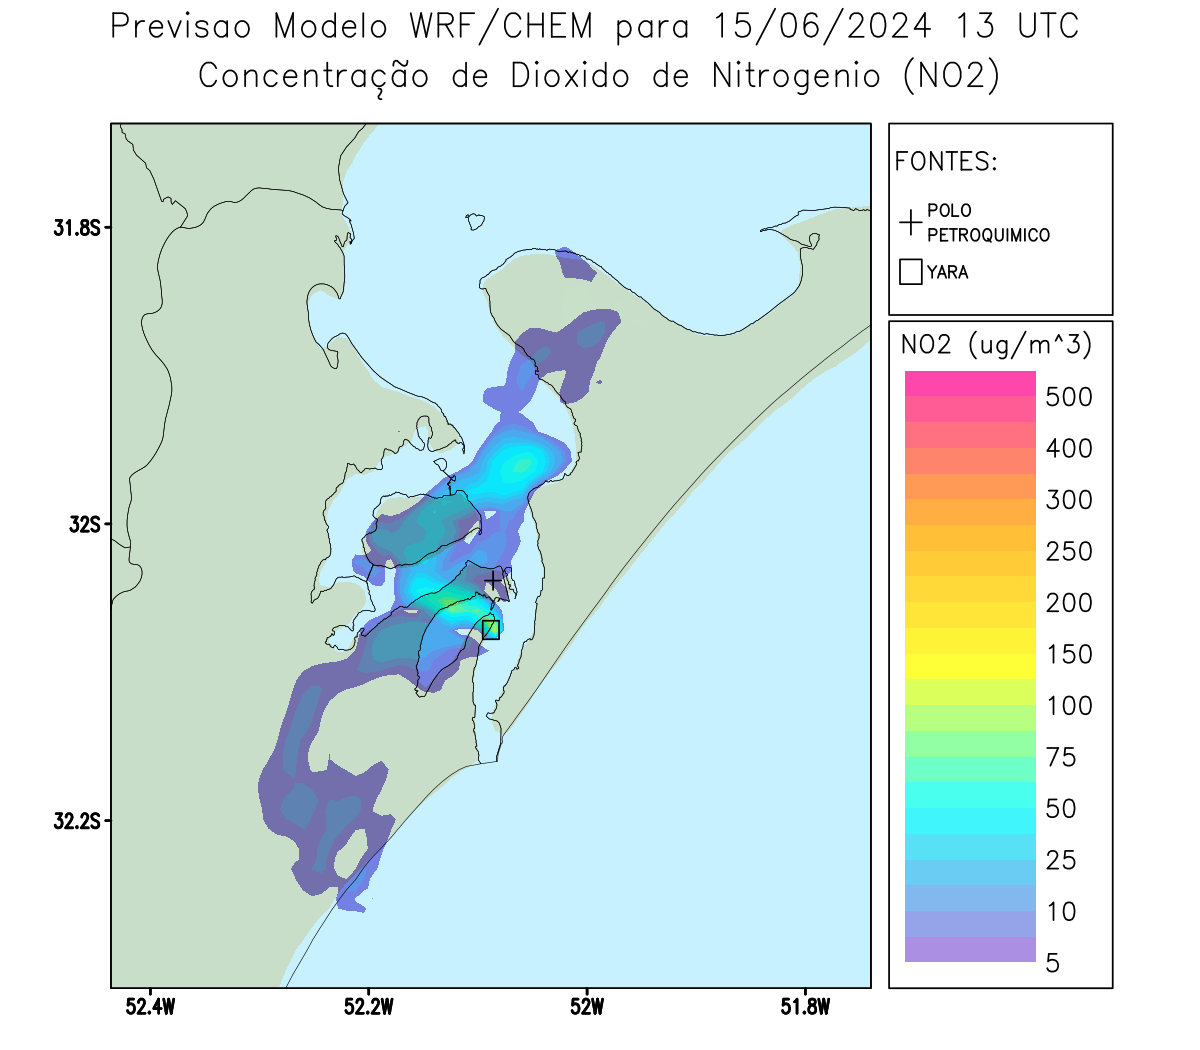 Previsao Modelo WRF/CHEM para 15/06/2024 13 UTC
Concentração de Dioxido de Nitrogenio (NO2)
FONTES:
POLO
PETROQUIMICO
YARA
NO2 (ug/m^3)
500
400
300
250
200
150
100
75
50
25
10
5
31.8S
32S
32.2S
52.4W
52.2W
52W
51.8W